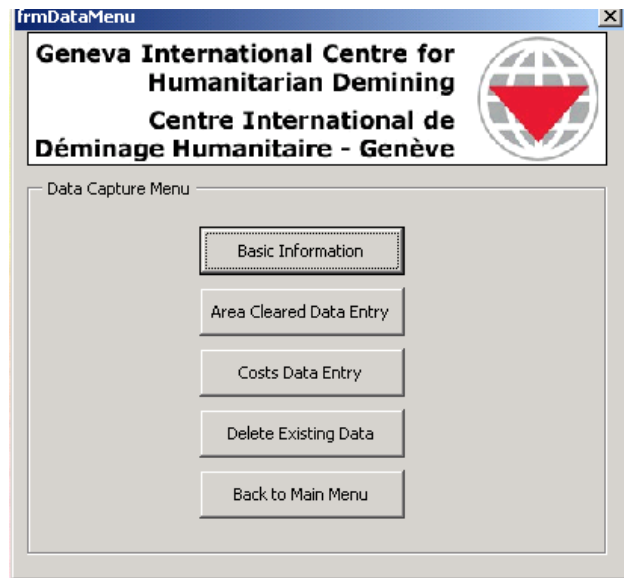 frmDataMenu
Geneva International Centre for
Humanitarian Demining
Centre International de
Déminage Humanitaire - Genève
Data Capture Menu
Basic Information
Area Cleared Data Entry
Costs Data Entry
Delete Existing Data
Back to Main Menu